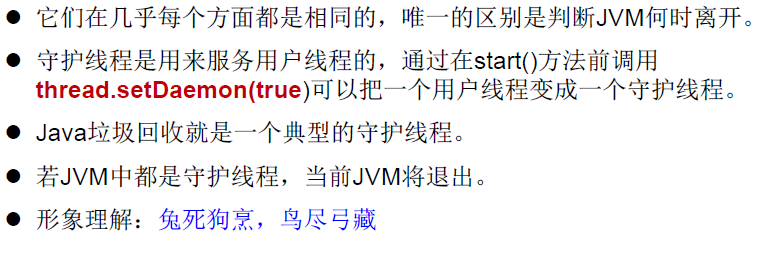 ● 它们在几乎每个方面都是相同的，唯一的区别是判断JVM何时离开。
● 守护线程是用来服务用户线程的，通过在start()方法前调用
thread.setDaemon(true)可以把一个用户线程变成一个守护线程。
● Java垃圾回收就是一个典型的守护线程。
● 若JVM中都是守护线程，当前JVM将退出。
● 形象理解：兔死狗烹，鸟尽弓藏